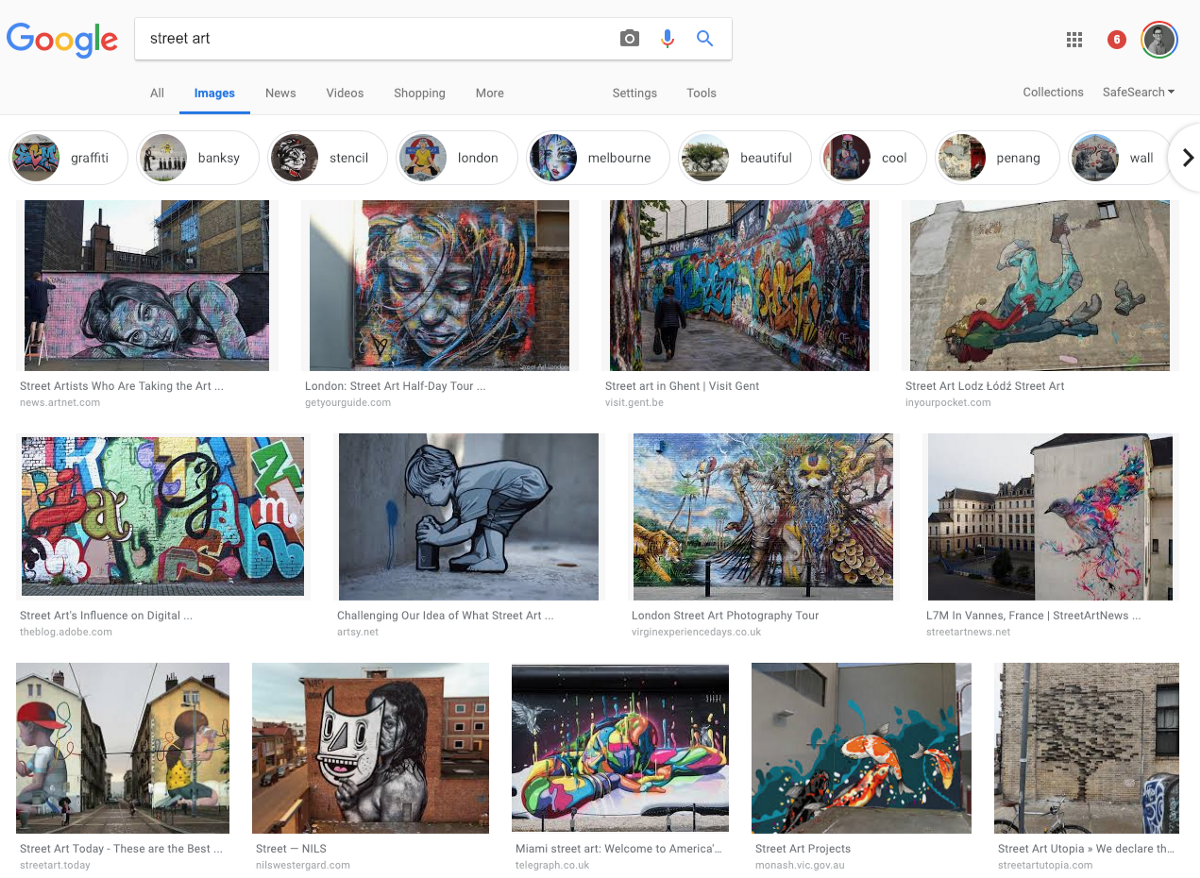 Google
street art
6
All Images News Videos Shopping More Settings Tools Collections SafeSearch
graffiti banksy stencil london melbourne beautiful cool penang wall
Street Artists Who Are Taking the Art ...
news.artnet.com
London: Street Art Half-Day Tour ...
getyourguide.com
Street art in Ghent | Visit Gent
visit.gent.be
Street Art Lodz Łódź Street Art
inyourpocket.com
Street Art's Influence on Digital ...
theblog.adobe.com
Challenging Our Idea of What Street Art ...
artsy.net
London Street Art Photography Tour
virginexperiencedays.co.uk
L7M In Vannes, France | StreetArtNews ...
streetartnews.net
Street Art Today - These are the Best ...
streetart.today
Street — NILS
nilswestergard.com
Miami street art: Welcome to America'...
telegraph.co.uk
Street Art Projects
monash.vic.gov.au
Street Art Utopia » We declare th...
streetartutopia.com